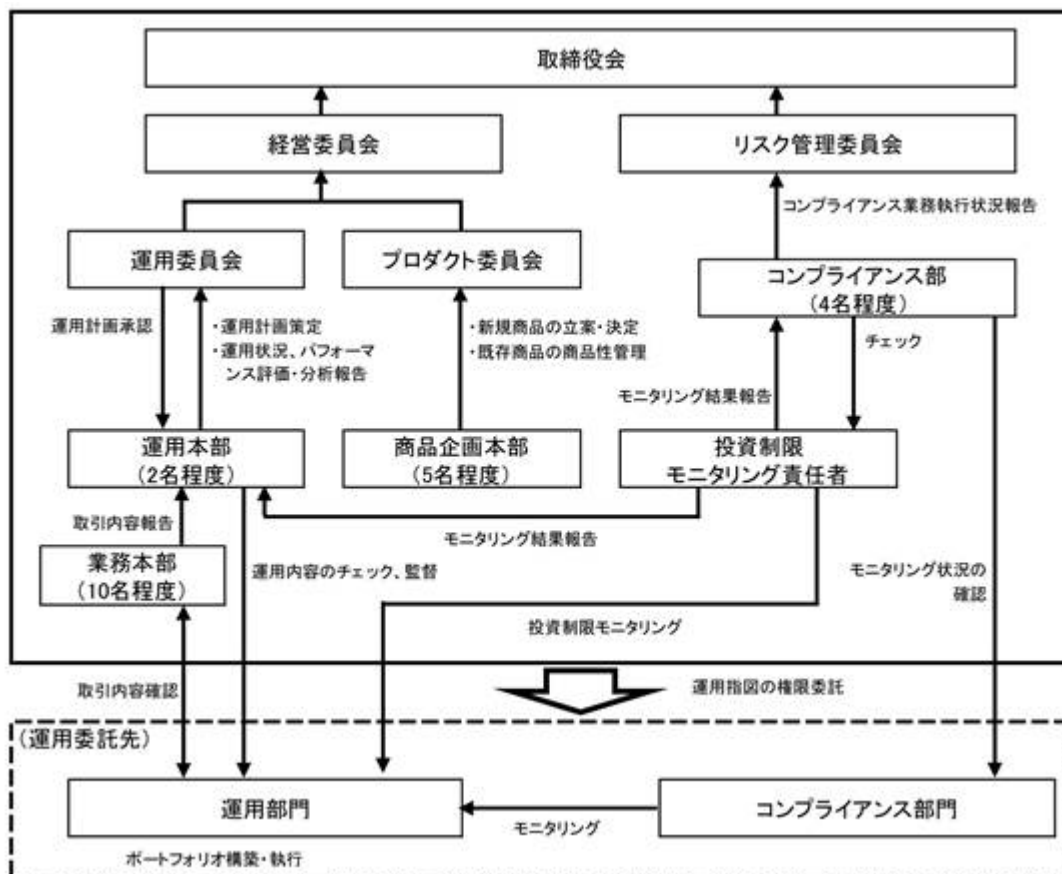 取締役会
経営委員会
リスク管理委員会
コンプライアンス業務執行状況報告
運用委員会
プロダクト委員会
コンプライアンス部
(4名程度)
運用計画承認
・運用計画策定
・運用状況、パフォーマ
ンス評価・分析報告
・新規商品の立案・決定
・既存商品の商品性管理
チェック
モニタリング結果報告
運用本部
(2名程度)
商品企画本部
(5名程度)
投資制限
モニタリング責任者
取引内容報告
モニタリング結果報告
業務本部
(10名程度)
運用内容のチェック、監督
モニタリング状況の
確認
投資制限モニタリング
取引内容確認
運用指図の権限委託
(運用委託先)
運用部門
モニタリング
コンプライアンス部門
ポートフォリオ構築・執行